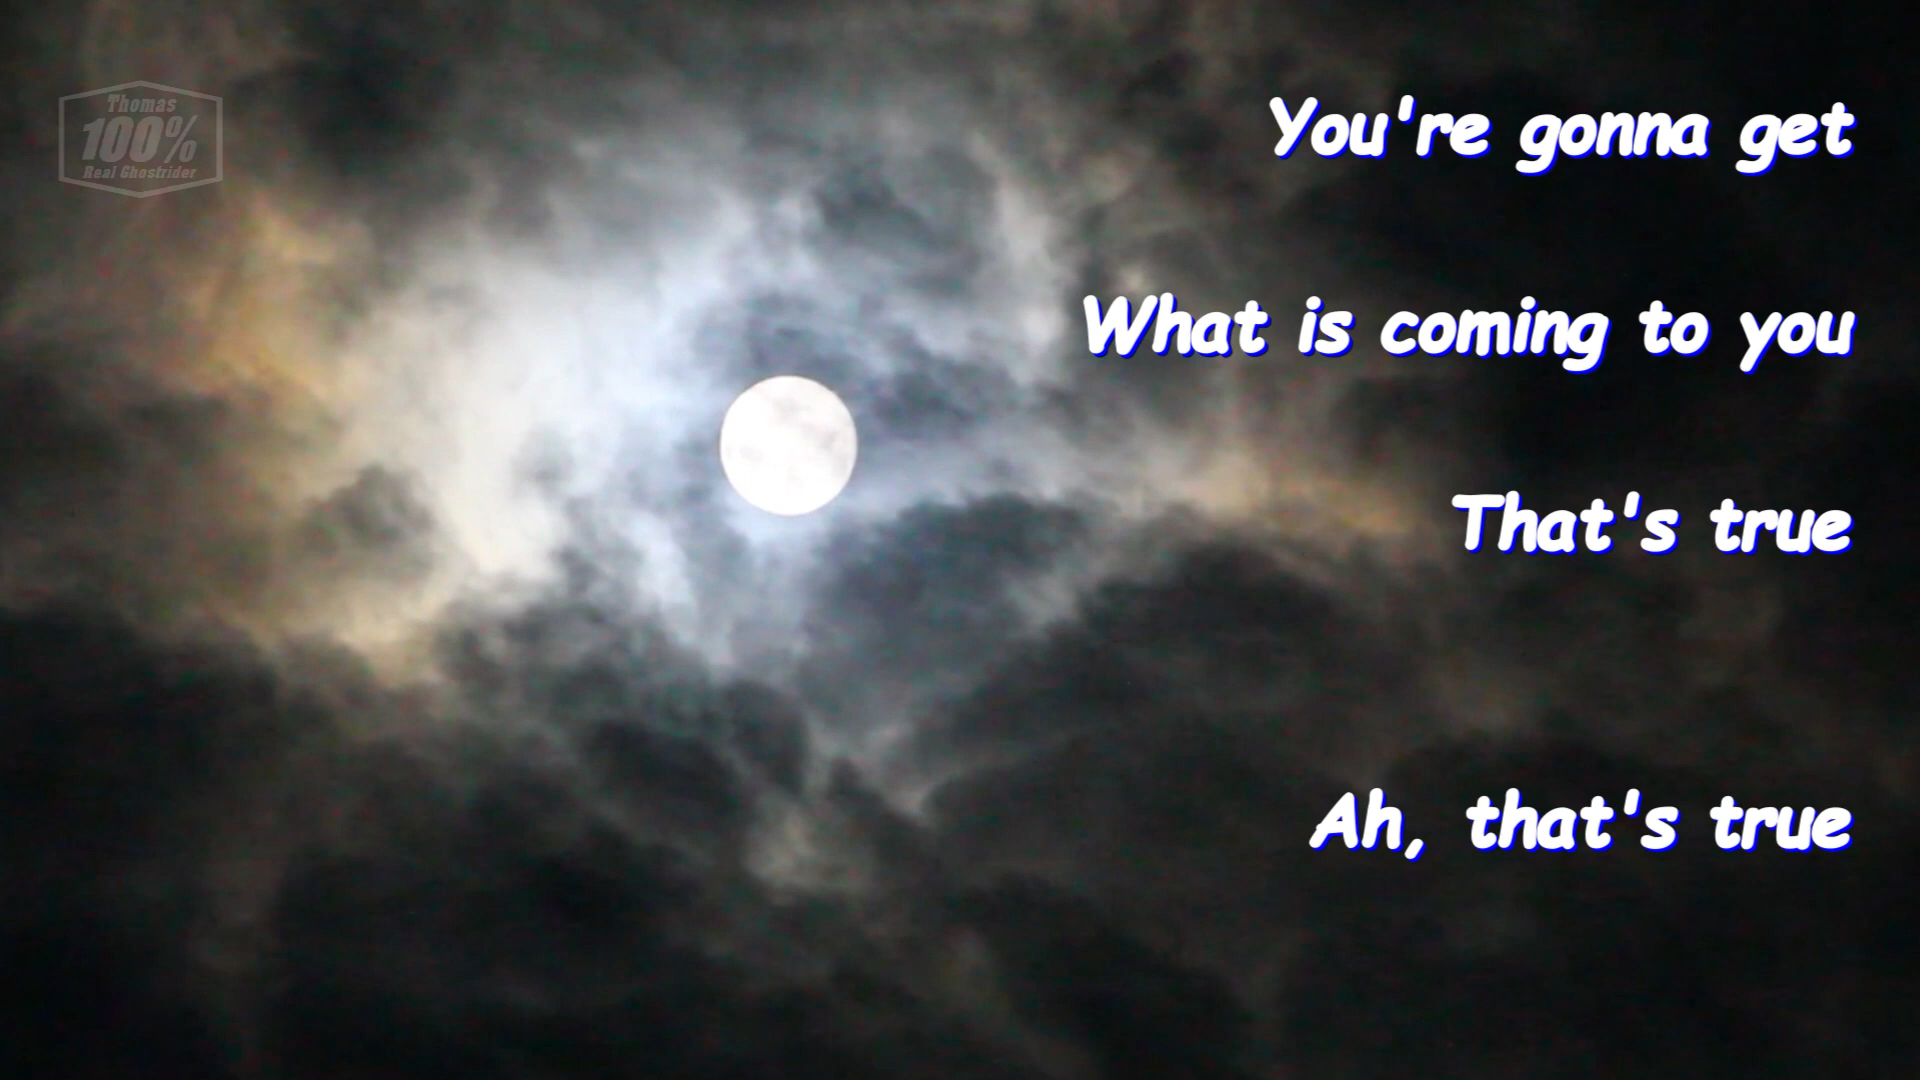 Thomas
100%
Real Ghostrider
You're gonna get
What is coming to you
That's true
Ah, that's true